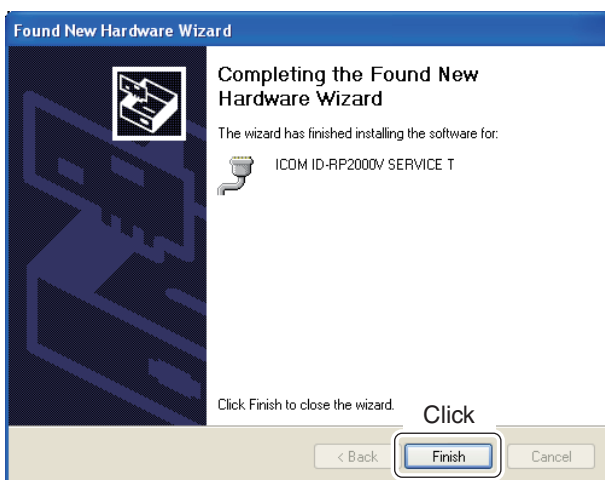 Found New Hardware Wizard
Completing the Found New
Hardware Wizard
The wizard has finished installing the software for:
ICOM ID-RP2000V SERVICE T
Click Finish to close the wizard.
Click
< Back
Finish
Cancel